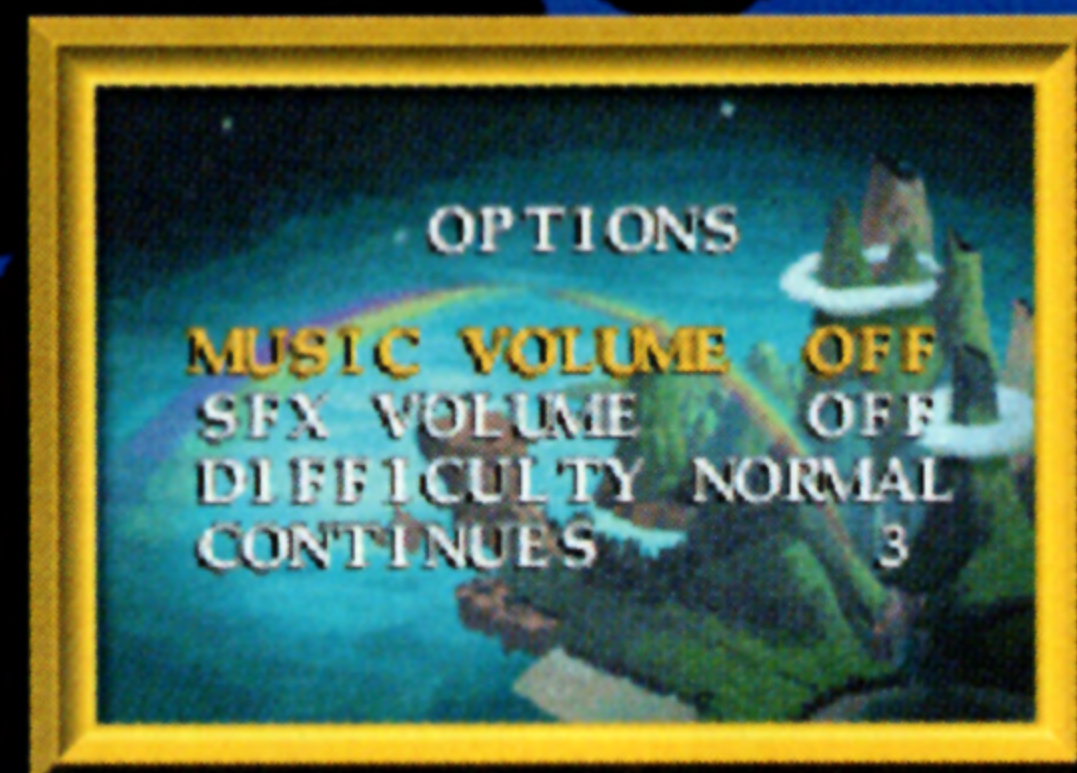 OPTIONS
MUSIC VOLUME OFF
SFX VOLUME OFF
DIFFICULTY NORMAL
CONTINUES 3